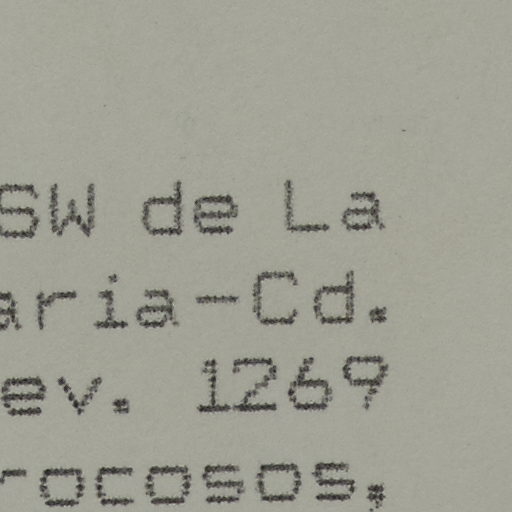 SW de La
aria-Cd.
ev. 1269
rocosos,